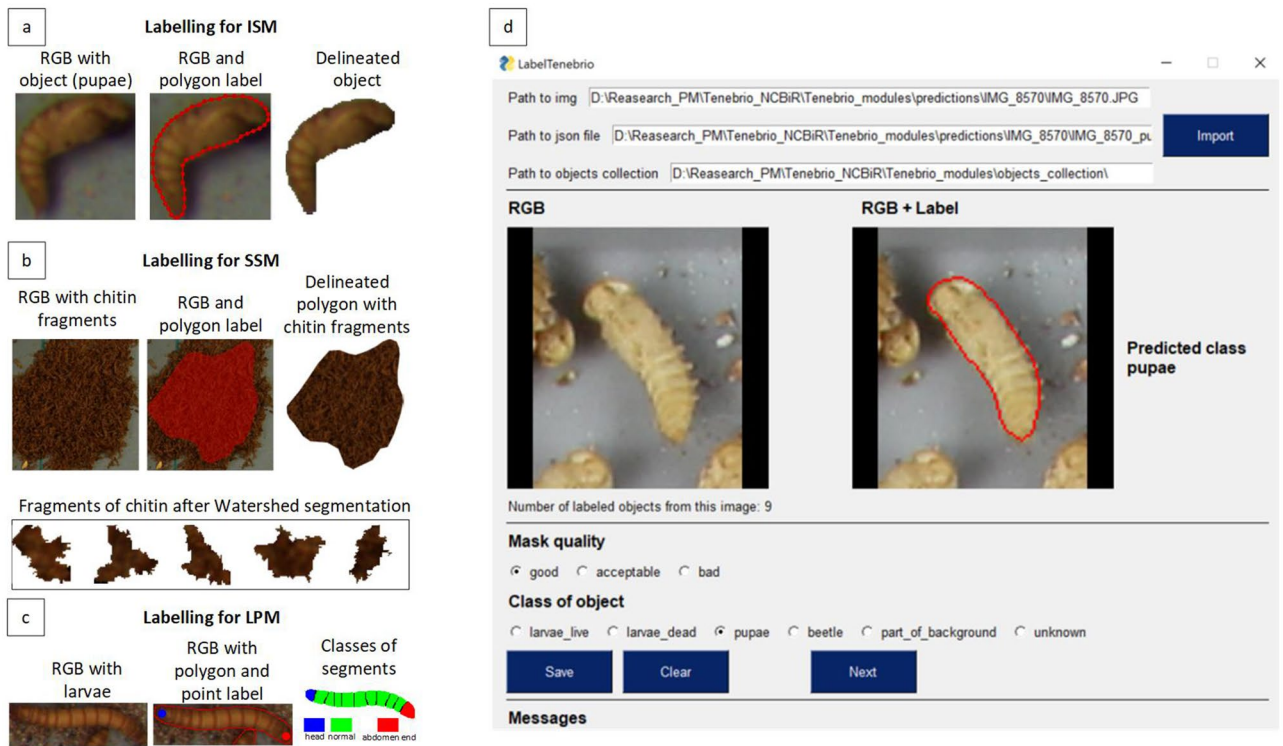 a
Labelling for ISM
RGB with
object (pupae)
RGB and
polygon label
Delineated
object
b
Labelling for SSM
RGB with chitin
fragments
RGB and
polygon label
Delineated
polygon with
chitin fragments
Fragments of chitin after Watershed segmentation
c
Labelling for LPM
RGB with
larvae
RGB with
polygon and
point label
Classes of
segments
head normal abdomen end
d
LabelTenebrio
Path to img D:\Reasearch_PM\Tenebrio_NCBiR\Tenebrio_modules\predictions\IMG_8570\IMG_8570.JPG
Path to json file D:\Reasearch_PM\Tenebrio_NCBiR\Tenebrio_modules\predictions\IMG_8570\IMG_8570_pu
Import
Path to objects collection D:\Reasearch_PM\Tenebrio_NCBiR\Tenebrio_modules\objects_collection\
RGB
RGB + Label
Predicted class
pupae
Number of labeled objects from this image: 9
Mask quality
good acceptable bad
Class of object
larvae_live larvae_dead pupae beetle part_of_background unknown
Save Clear Next
Messages